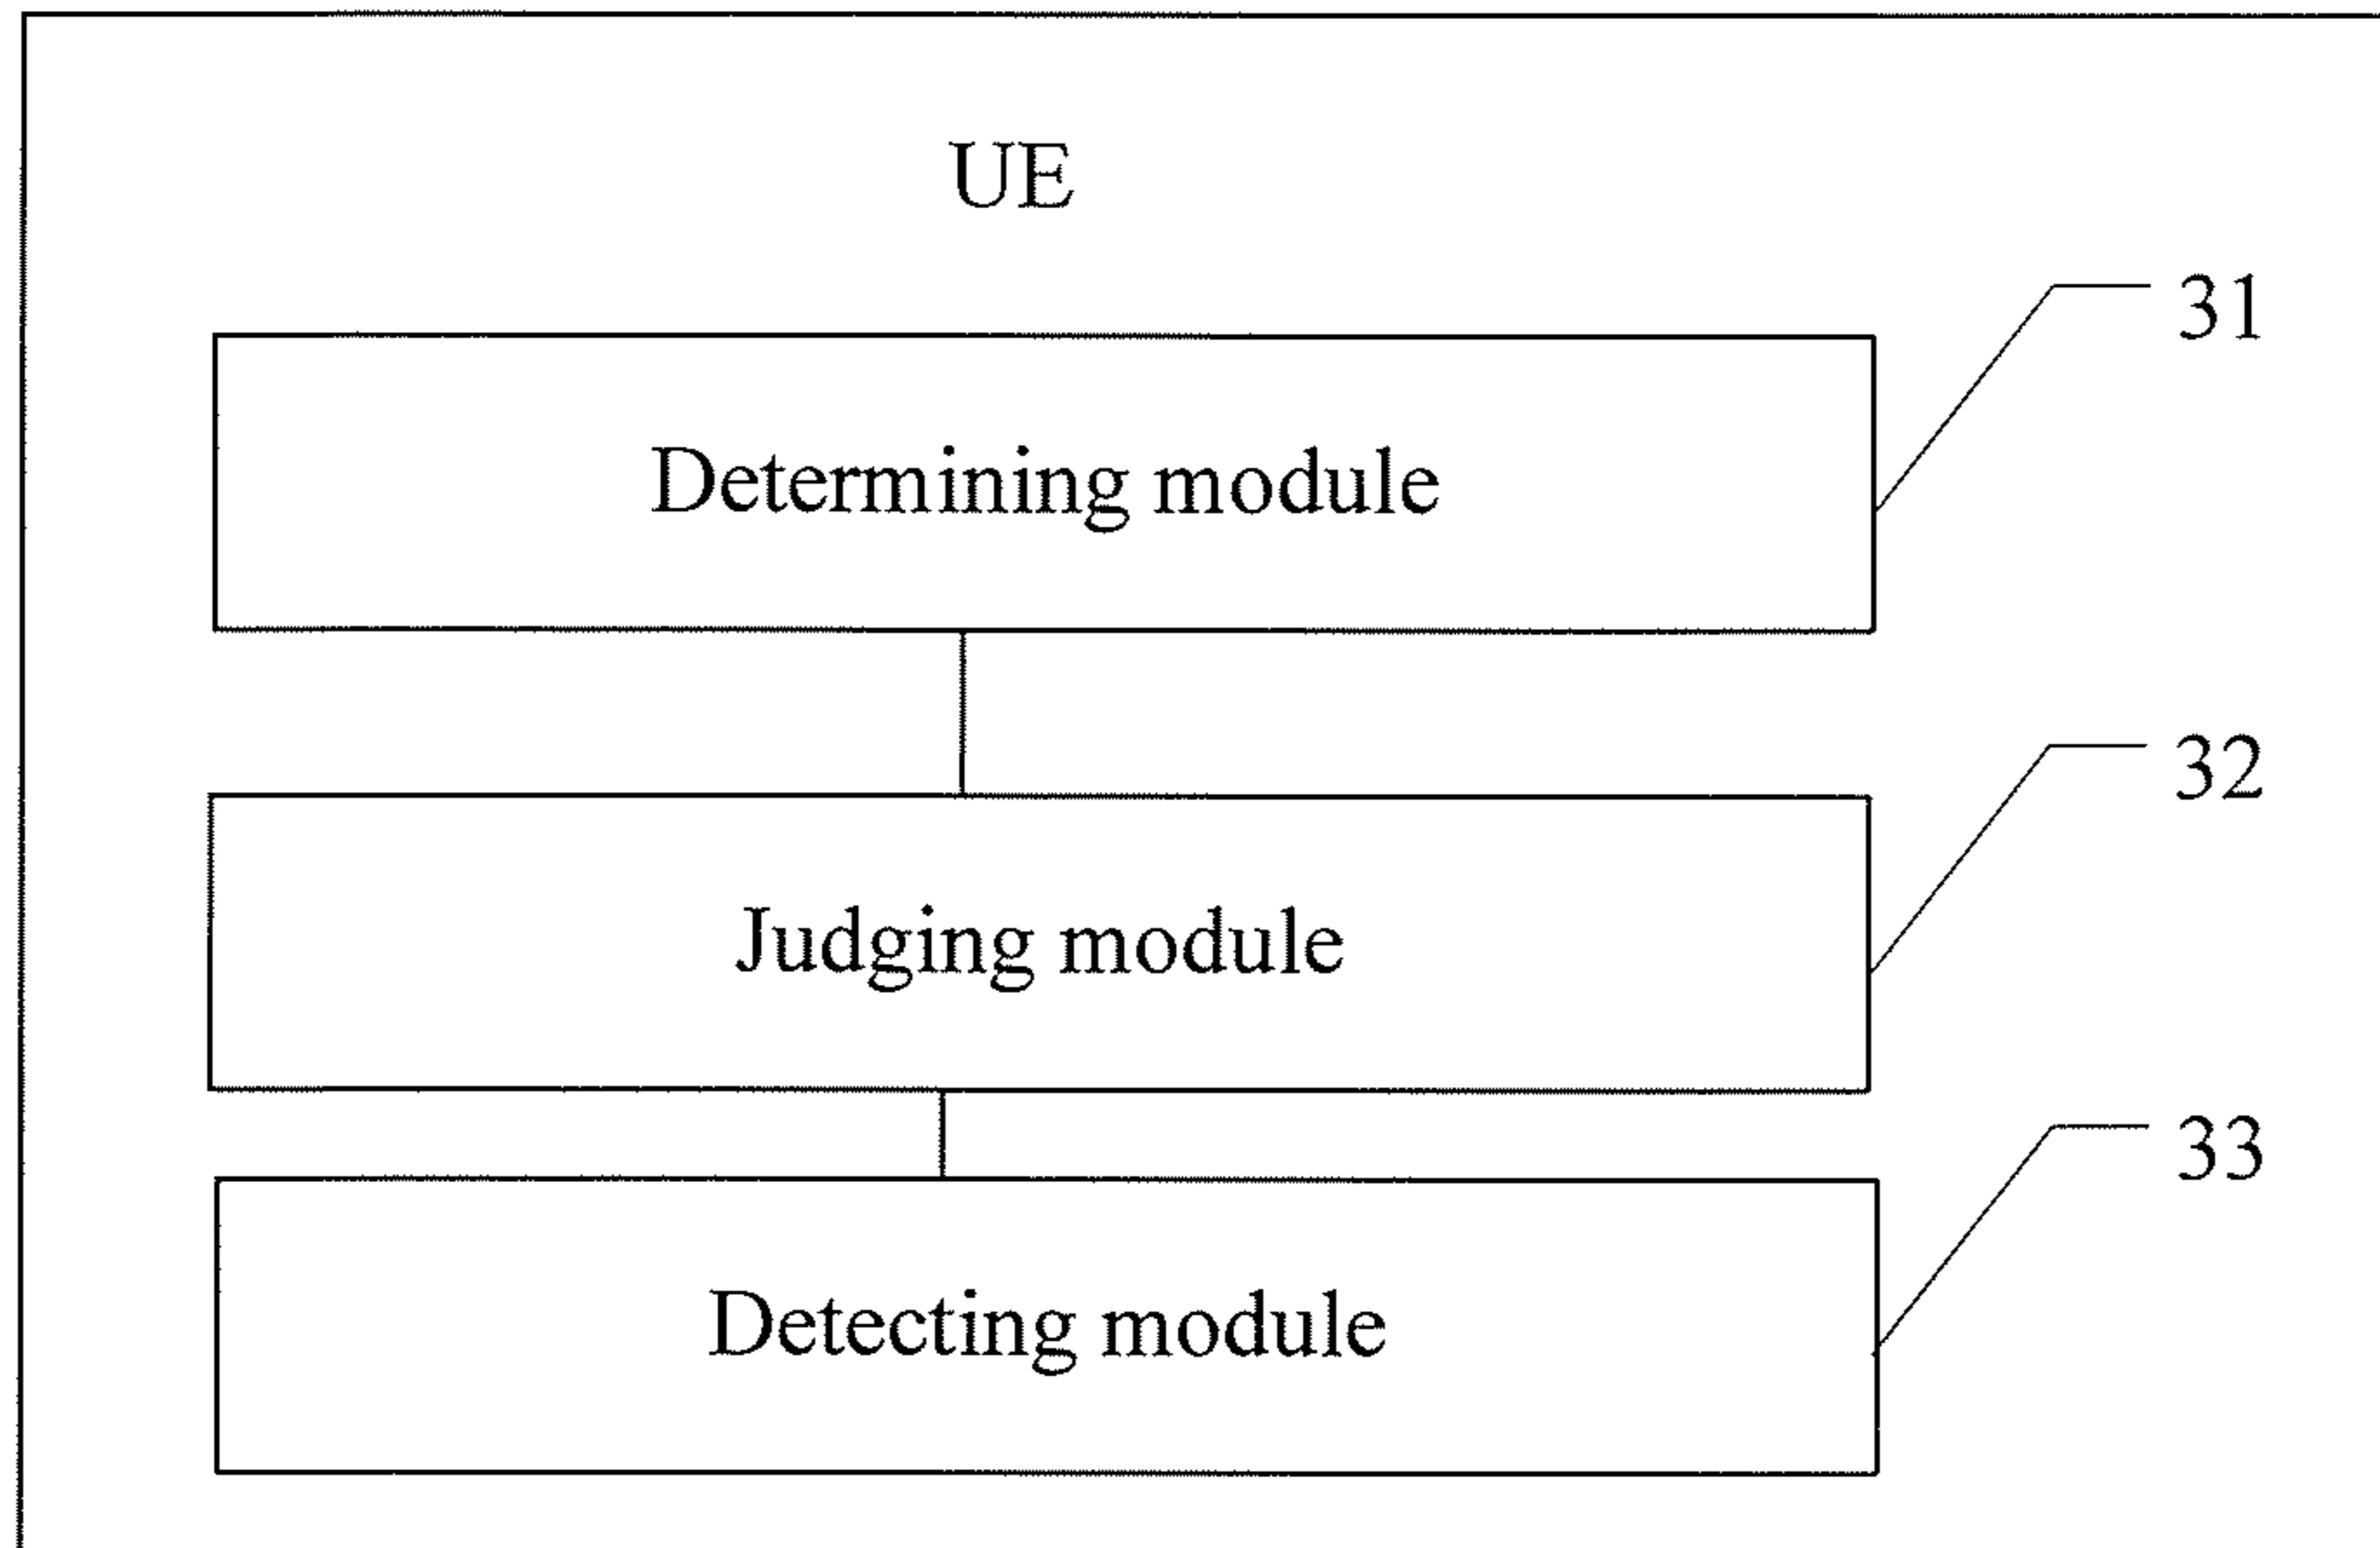 UE
31
Determining module
32
Judging module
33
Detecting module